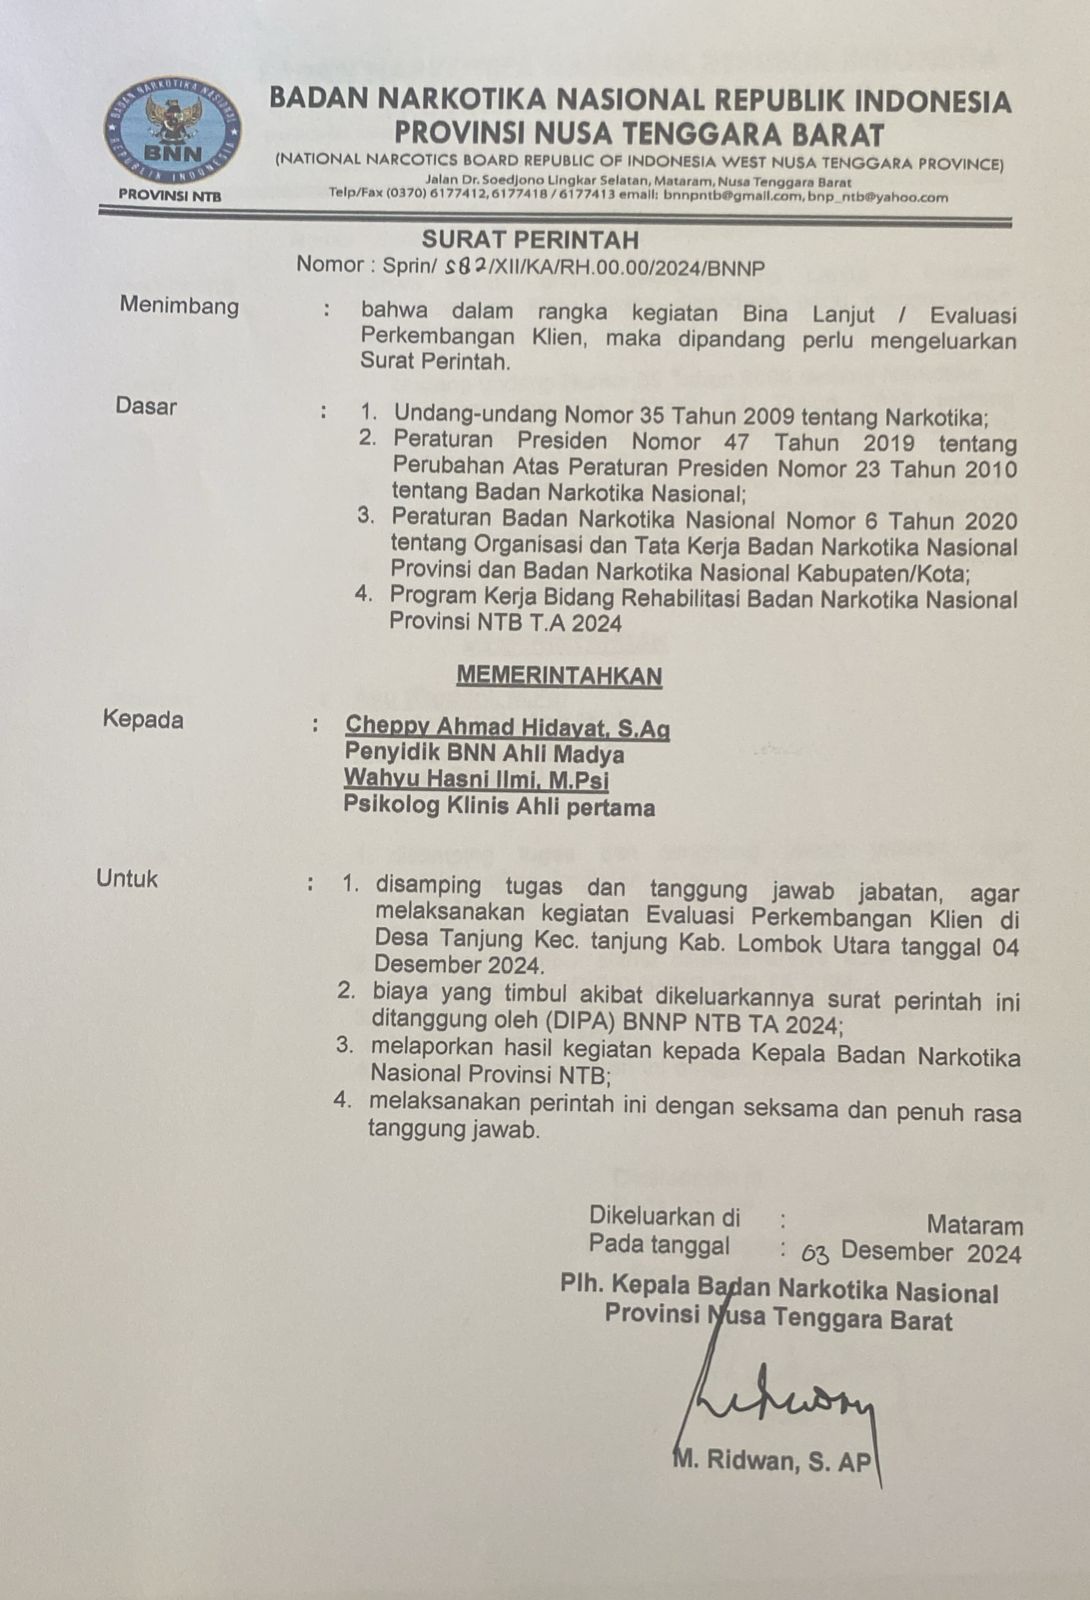 BADAN NARKOTIKA NASIONAL
REPUBLIK INDONESIA
BNN
PROVINSI NTB
BADAN NARKOTIKA NASIONAL REPUBLIK INDONESIA
PROVINSI NUSA TENGGARA BARAT
(NATIONAL NARCOTICS BOARD REPUBLIC OF INDONESIA WEST NUSA TENGGARA PROVINCE)
Jalan Dr. Soedjono Lingkar Selatan, Mataram, Nusa Tenggara Barat
Telp/Fax (0370) 6177412, 6177418 / 6177413 email: bnnpntb@gmail.com, bnp_ntb@yahoo.com
SURAT PERINTAH
Nomor : Sprin/ 582/XII/KA/RH.00.00/2024/BNNP
Menimbang : bahwa dalam rangka kegiatan Bina Lanjut / Evaluasi
Perkembangan Klien, maka dipandang perlu mengeluarkan
Surat Perintah.
Dasar : 1. Undang-undang Nomor 35 Tahun 2009 tentang Narkotika;
2. Peraturan Presiden Nomor 47 Tahun 2019 tentang
Perubahan Atas Peraturan Presiden Nomor 23 Tahun 2010
tentang Badan Narkotika Nasional;
3. Peraturan Badan Narkotika Nasional Nomor 6 Tahun 2020
tentang Organisasi dan Tata Kerja Badan Narkotika Nasional
Provinsi dan Badan Narkotika Nasional Kabupaten/Kota;
4. Program Kerja Bidang Rehabilitasi Badan Narkotika Nasional
Provinsi NTB T.A 2024
MEMERINTAHKAN
Kepada : Cheppy Ahmad Hidayat, S.Ag
Penyidik BNN Ahli Madya
Wahyu Hasni Ilmi, M.Psi
Psikolog Klinis Ahli pertama
Untuk : 1. disamping tugas dan tanggung jawab jabatan, agar
melaksanakan kegiatan Evaluasi Perkembangan Klien di
Desa Tanjung Kec. tanjung Kab. Lombok Utara tanggal 04
Desember 2024.
2. biaya yang timbul akibat dikeluarkannya surat perintah ini
ditanggung oleh (DIPA) BNNP NTB TA 2024;
3. melaporkan hasil kegiatan kepada Kepala Badan Narkotika
Nasional Provinsi NTB;
4. melaksanakan perintah ini dengan seksama dan penuh rasa
tanggung jawab.
Dikeluarkan di : Mataram
Pada tanggal : 03 Desember 2024
Plh. Kepala Badan Narkotika Nasional
Provinsi Nusa Tenggara Barat
M. Ridwan, S. AP